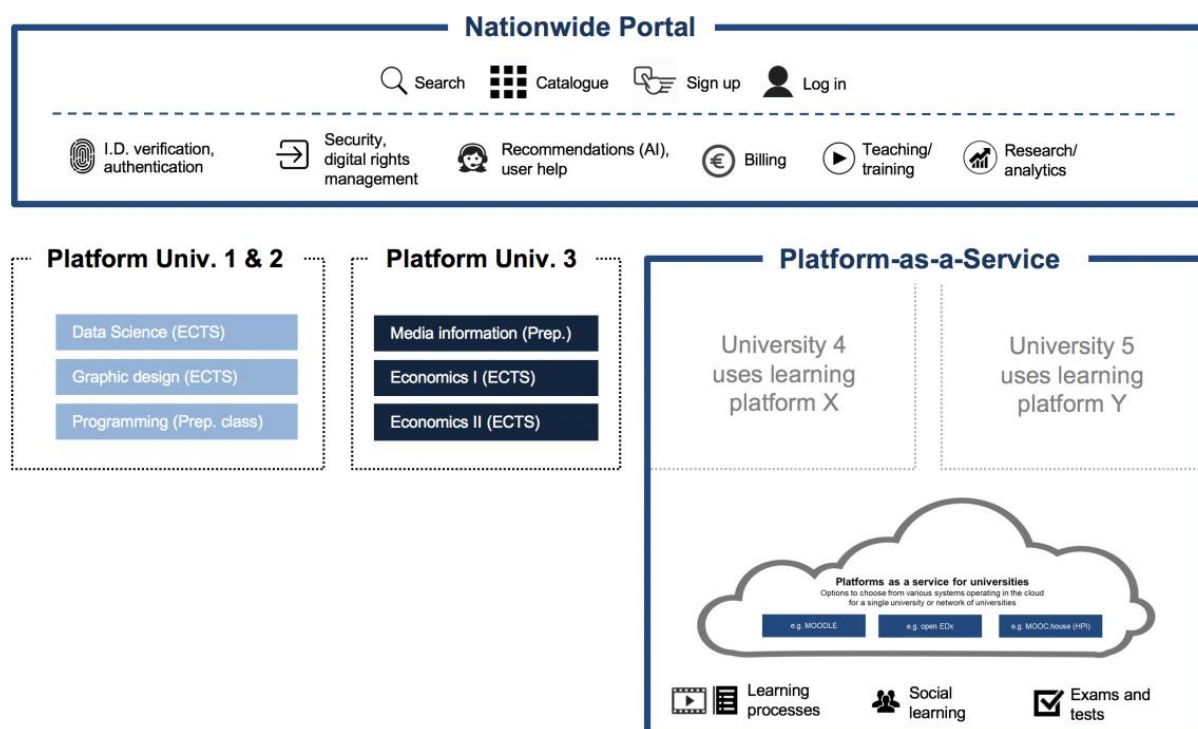 Nationwide Portal
Search
Catalogue
Sign up
Log in
I.D. verification,
authentication
Security,
digital rights
management
Recommendations (AI),
user help
€
Billing
Teaching/
training
Research/
analytics
Platform Univ. 1 & 2
Data Science (ECTS)
Graphic design (ECTS)
Programming (Prep. class)
Platform Univ. 3
Media information (Prep.)
Economics I (ECTS)
Economics II (ECTS)
Platform-as-a-Service
University 4
uses learning
platform X
University 5
uses learning
platform Y
Platforms as a service for universities
Options to choose from various systems operating in the cloud
for a single university or network of universities
e.g. MOODLE
e.g. open EDx
e.g. MOOC.house (HPI)
Learning
processes
Social
learning
Exams and
tests